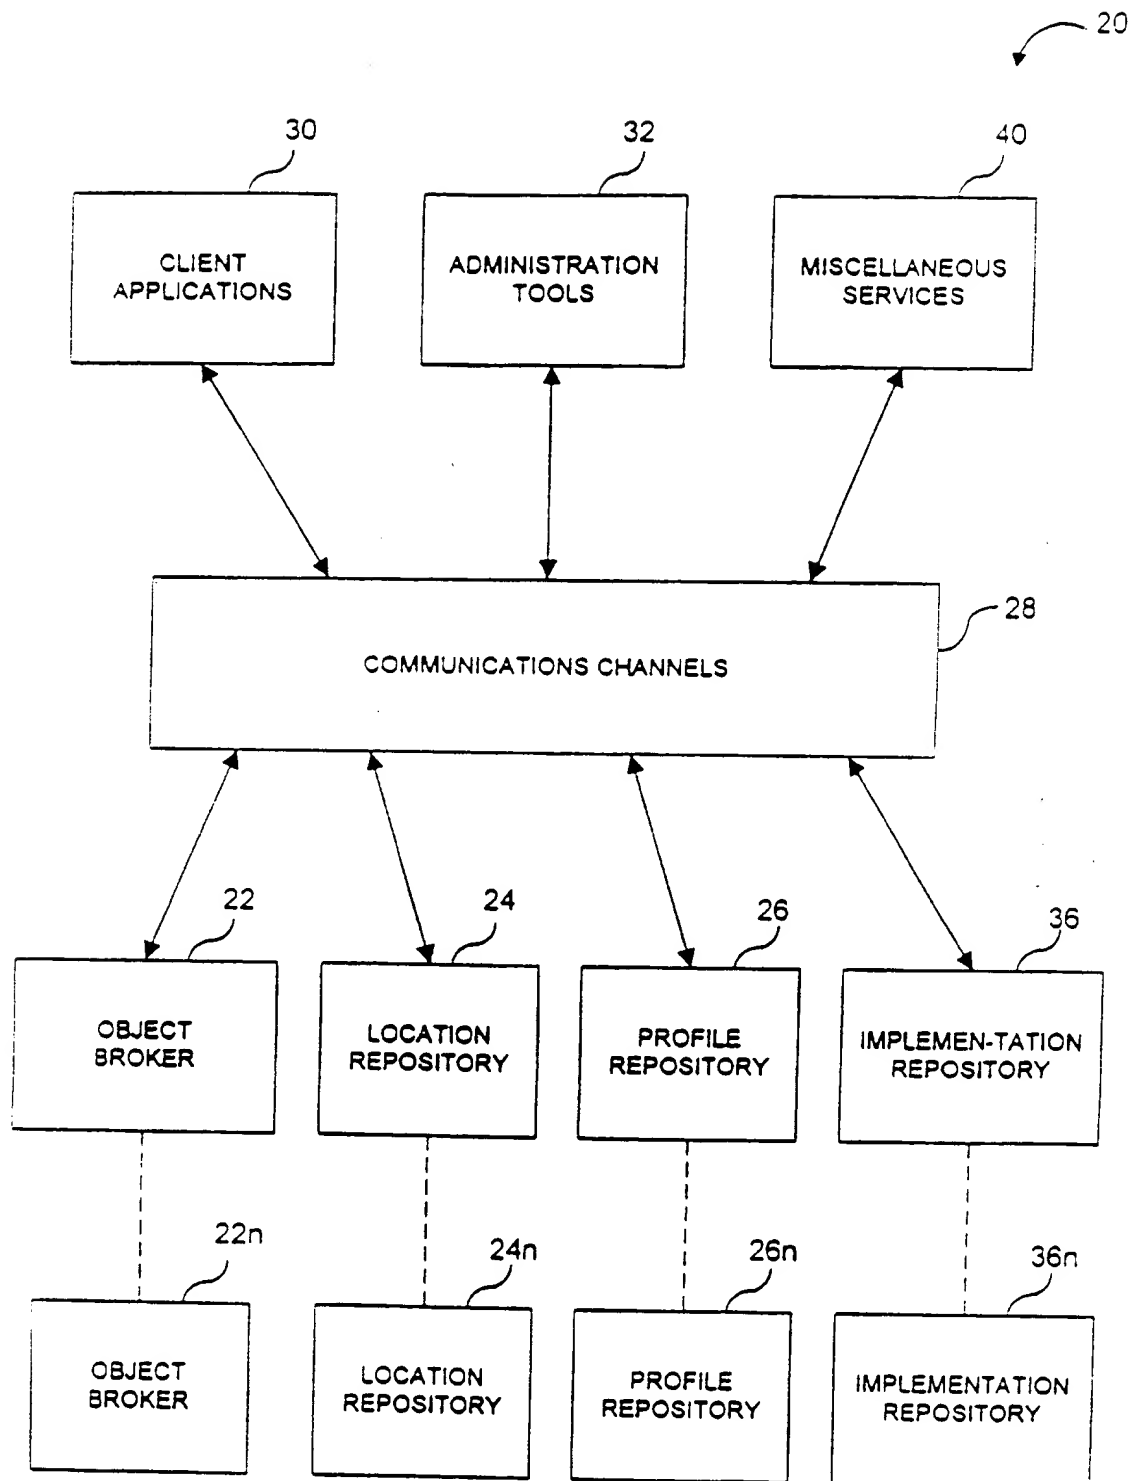 20
30
32
40
CLIENT
APPLICATIONS
ADMINISTRATION
TOOLS
MISCELLANEOUS
SERVICES
28
COMMUNICATIONS CHANNELS
22
24
26
36
OBJECT
BROKER
LOCATION
REPOSITORY
PROFILE
REPOSITORY
IMPLEMEN-TATION
REPOSITORY
22n
24n
26n
36n
OBJECT
BROKER
LOCATION
REPOSITORY
PROFILE
REPOSITORY
IMPLEMENTATION
REPOSITORY